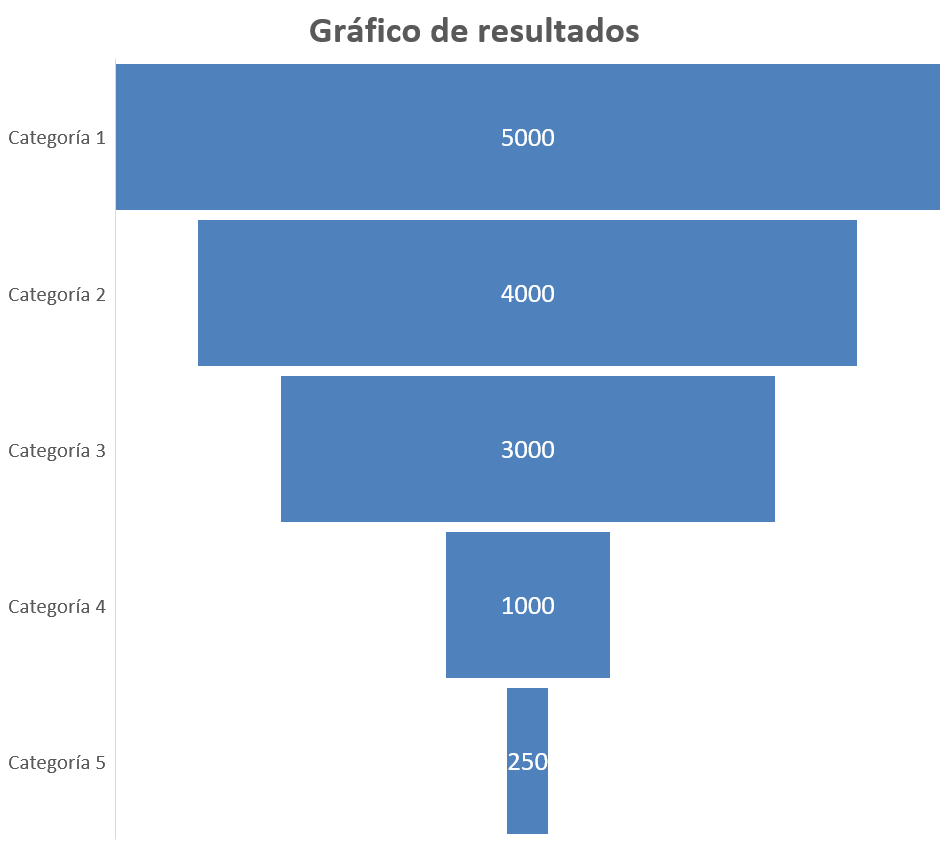 Gráfico de resultados
Categoría 1
5000
Categoría 2
4000
Categoría 3
3000
Categoría 4
1000
Categoría 5
250